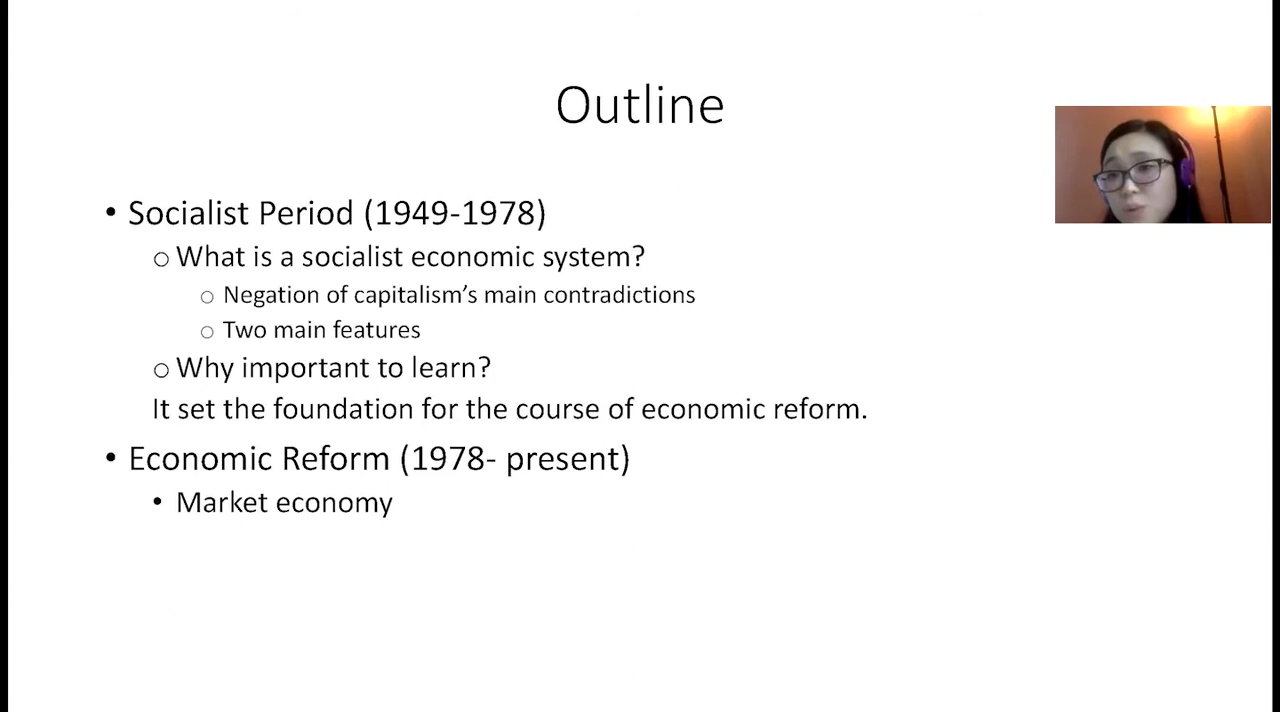 Outline
• Socialist Period (1949-1978)
○ What is a socialist economic system?
○ Negation of capitalism’s main contradictions
○ Two main features
○ Why important to learn?
It set the foundation for the course of economic reform.
• Economic Reform (1978- present)
• Market economy